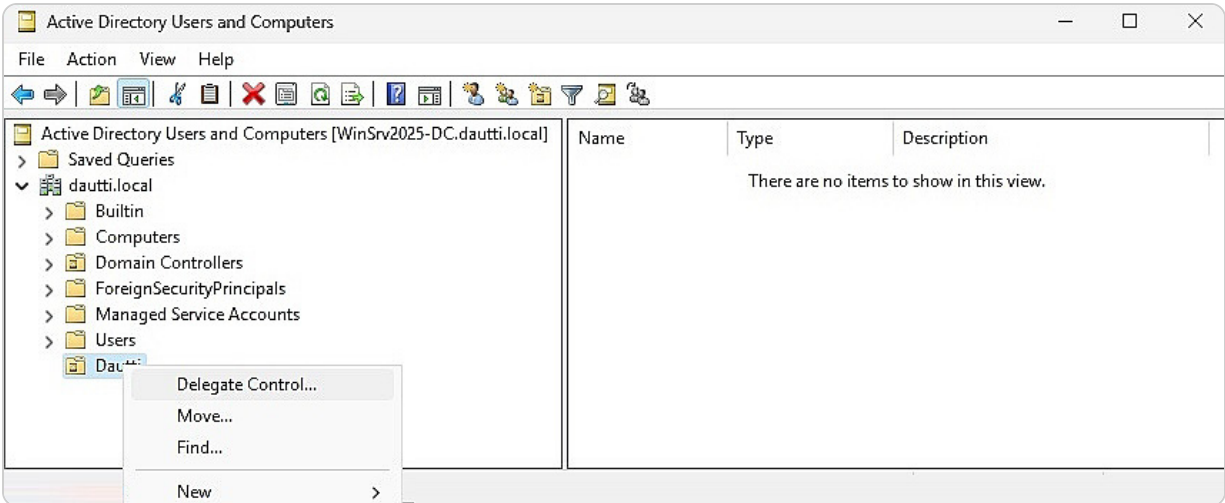 Active Directory Users and Computers
File Action View Help
Active Directory Users and Computers [WinSrv2025-DC.dautti.local]
Saved Queries
dautti.local
Builtin
Computers
Domain Controllers
ForeignSecurityPrincipals
Managed Service Accounts
Users
Dautti
Name Type Description
There are no items to show in this view.
Delegate Control...
Move...
Find...
New